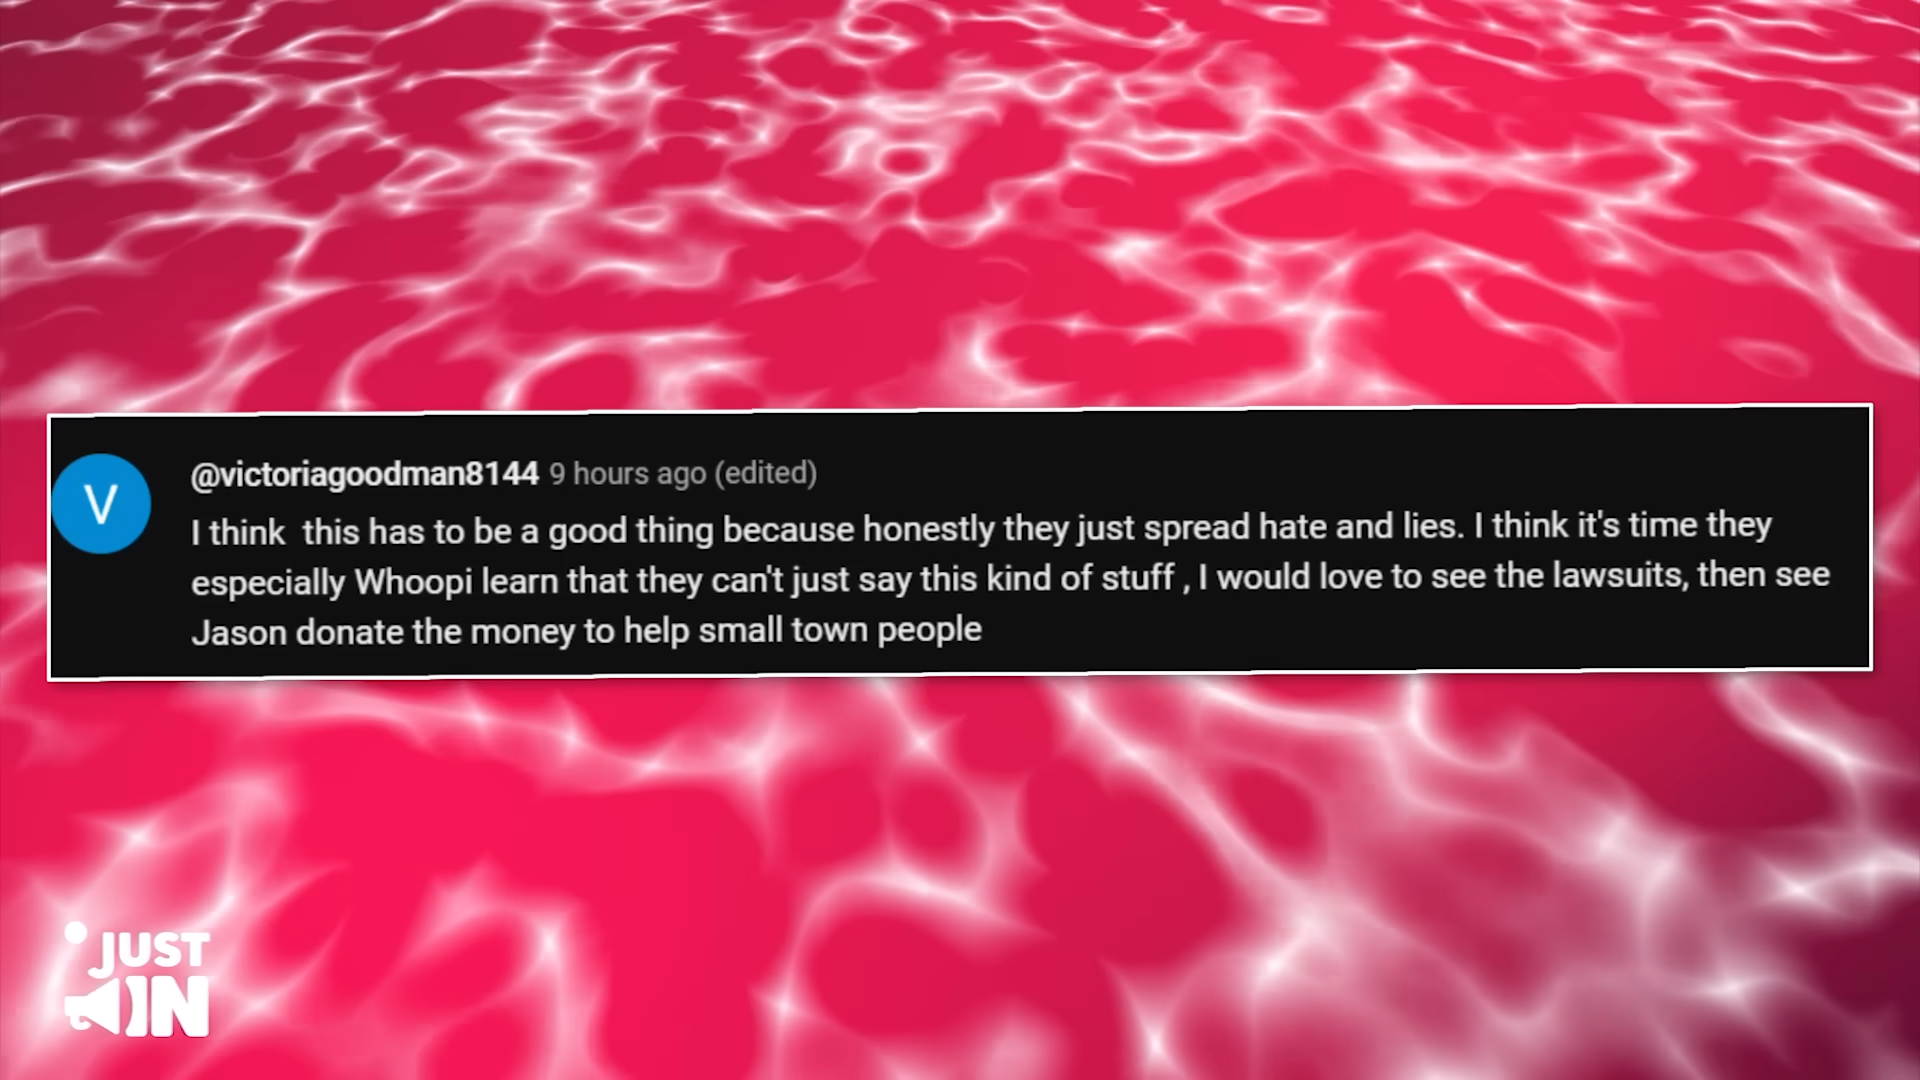 @victoriagoodman8144 9 hours ago (edited)
V
I think  this has to be a good thing because honestly they just spread hate and lies. I think it's time they
especially Whoopi learn that they can't just say this kind of stuff , I would love to see the lawsuits, then see
Jason donate the money to help small town people
JUST
IN